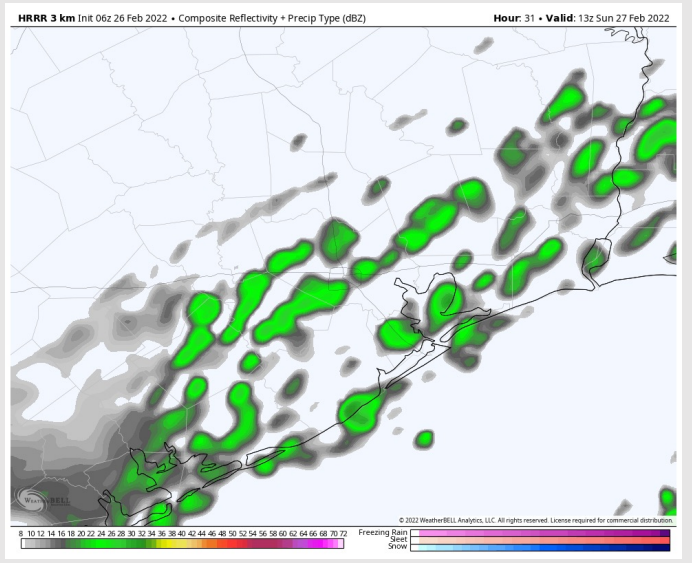 HRRR 3 km Init 06z 26 Feb 2022 • Composite Reflectivity + Precip Type (dBZ)
Hour: 31 • Valid: 13z Sun 27 Feb 2022
WeatherBELL
© 2022 WeatherBELL Analytics, LLC. All rights reserved. License required for commercial distribution.
8 10 12 14 16 18 20 22 24 26 28 30 32 34 36 38 40 42 44 46 48 50 52 54 56 58 60 62 64 66 68 70 72
Freezing Rain
Sleet
Snow